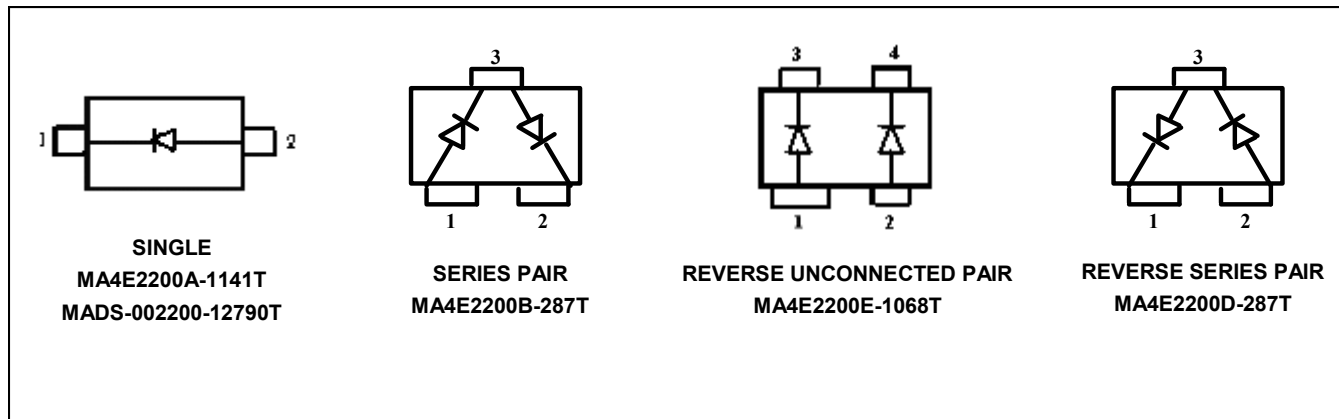 1
2
SINGLE
MA4E2200A-1141T
MADS-002200-12790T
3
1
2
SERIES PAIR
MA4E2200B-287T
3
4
1
2
REVERSE UNCONNECTED PAIR
MA4E2200E-1068T
3
1
2
REVERSE SERIES PAIR
MA4E2200D-287T